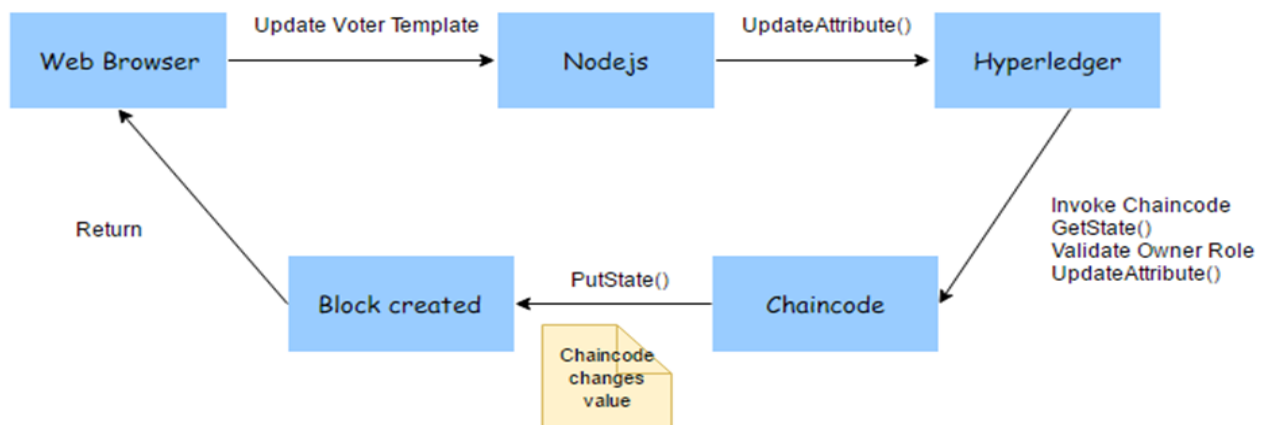 Update Voter Template
UpdateAttribute()
Web Browser
Nodejs
Hyperledger
Invoke Chaincode
GetState()
Validate Owner Role
UpdateAttribute()
Return
PutState()
Block created
Chaincode
Chaincode
changes
value